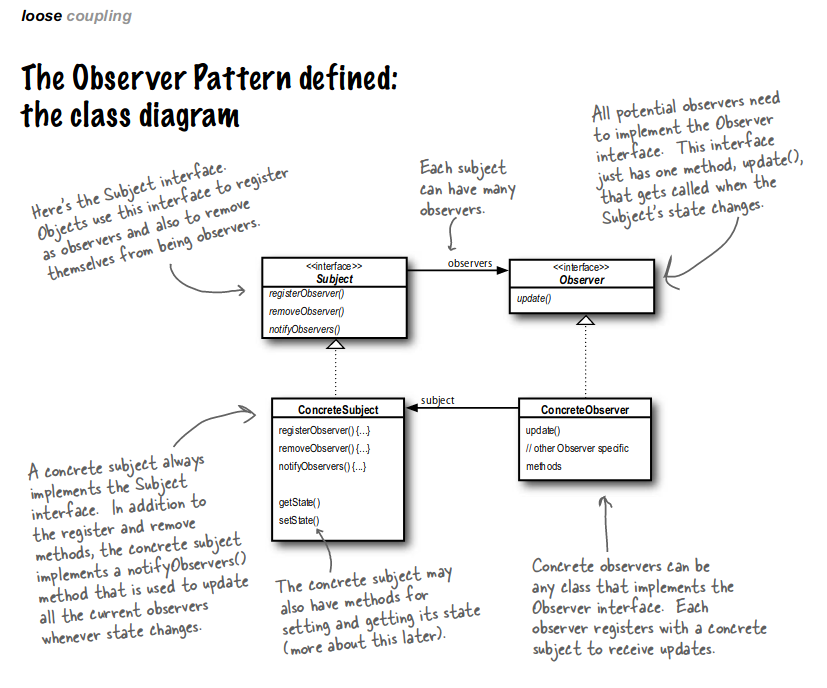 loose coupling
The Observer Pattern defined:
the class diagram
All potential observers need
to implement the Observer
interface. This interface
just has one method, update(),
that gets called when the
Subject's state changes.
Each subject
can have many
observers.
Here's the Subject interface.
Objects use this interface to register
as observers and also to remove
themselves from being observers.
<<interface>>
Subject
registerObserver()
removeObserver()
notifyObservers()
observers
<<interface>>
Observer
update()
ConcreteSubject
registerObserver() {...}
removeObserver() {...}
notifyObservers() {...}
getState()
setState()
subject
ConcreteObserver
update()
// other Observer specific
methods
A concrete subject always
implements the Subject
interface. In addition to
the register and remove
methods, the concrete subject
implements a notifyObservers()
method that is used to update
all the current observers
whenever state changes.
The concrete subject may
also have methods for
setting and getting its state
(more about this later).
Concrete observers can be
any class that implements the
Observer interface. Each
observer registers with a concrete
subject to receive updates.